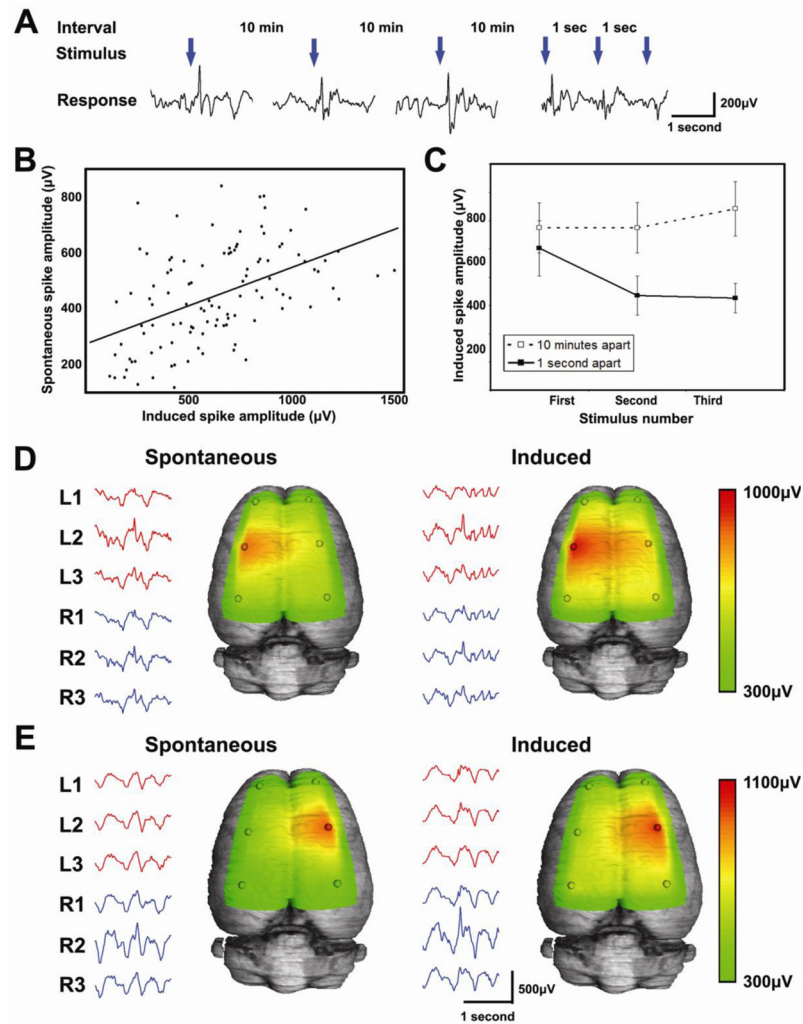 A
Interval 10 min 10 min 10 min 1 sec 1 sec
Stimulus
Response
200µV
1 second
B
Spontaneous spike amplitude (µV)
800
600
400
200
500 1000 1500
Induced spike amplitude (µV)
C
Induced spike amplitude (µV)
800
600
400
200
10 minutes apart
1 second apart
First Second Third
Stimulus number
D
Spontaneous Induced
L1
L2
L3
R1
R2
R3
1000µV
300µV
E
Spontaneous Induced
L1
L2
L3
R1
R2
R3
1100µV
300µV
500µV
1 second